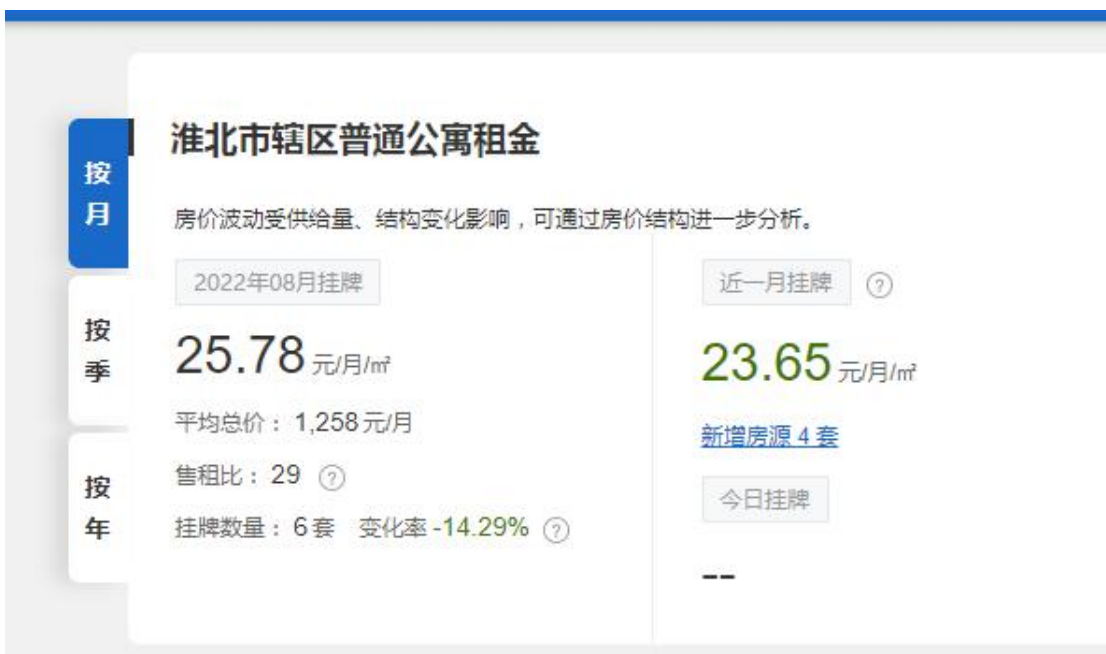 淮北市辖区普通公寓租金
房价波动受供给量、结构变化影响，可通过房价结构进一步分析。
按月
按季
按年
2022年08月挂牌
25.78 元/月/㎡
平均总价： 1,258 元/月
售租比： 29 ?
挂牌数量： 6 套 变化率 -14.29% ?
近一月挂牌 ?
23.65 元/月/㎡
新增房源 4 套
今日挂牌
--